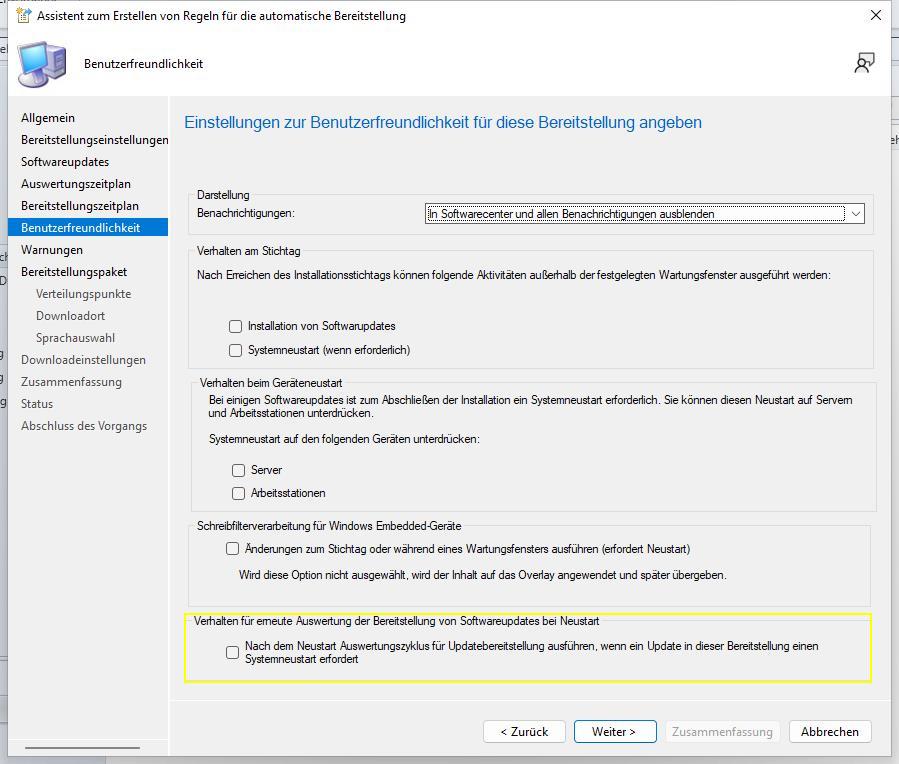 Assistent zum Erstellen von Regeln für die automatische Bereitstellung
Benutzerfreundlichkeit
Allgemein
Bereitstellungseinstellungen
Softwareupdates
Auswertungszeitplan
Bereitstellungszeitplan
Benutzerfreundlichkeit
Warnungen
Bereitstellungspaket
Verteilungspunkte
Downloadort
Sprachauswahl
Downloadeinstellungen
Zusammenfassung
Status
Abschluss des Vorgangs
Einstellungen zur Benutzerfreundlichkeit für diese Bereitstellung angeben
Darstellung
Benachrichtigungen:
In Softwarecenter und allen Benachrichtigungen ausblenden
Verhalten am Stichtag
Nach Erreichen des Installationsstichtags können folgende Aktivitäten außerhalb der festgelegten Wartungsfenster ausgeführt werden:
Installation von Softwarupdates
Systemneustart (wenn erforderlich)
Verhalten beim Geräteneustart
Bei einigen Softwareupdates ist zum Abschließen der Installation ein Systemneustart erforderlich. Sie können diesen Neustart auf Servern
und Arbeitsstationen unterdrücken.
Systemneustart auf den folgenden Geräten unterdrücken:
Server
Arbeitsstationen
Schreibfilterverarbeitung für Windows Embedded-Geräte
Änderungen zum Stichtag oder während eines Wartungsfensters ausführen (erfordert Neustart)
Wird diese Option nicht ausgewählt, wird der Inhalt auf das Overlay angewendet und später übergeben.
Verhalten für erneute Auswertung der Bereitstellung von Softwareupdates bei Neustart
Nach dem Neustart Auswertungszyklus für Updatebereitstellung ausführen, wenn ein Update in dieser Bereitstellung einen
Systemneustart erfordert
< Zurück
Weiter >
Zusammenfassung
Abbrechen